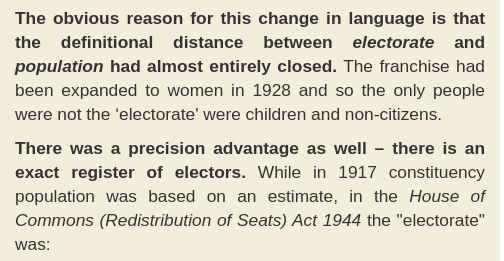 The obvious reason for this change in language is that
the definitional distance between electorate and
population had almost entirely closed. The franchise had
been expanded to women in 1928 and so the only people
were not the ‘electorate' were children and non-citizens.
There was a precision advantage as well – there is an
exact register of electors. While in 1917 constituency
population was based on an estimate, in the House of
Commons (Redistribution of Seats) Act 1944 the "electorate"
was: